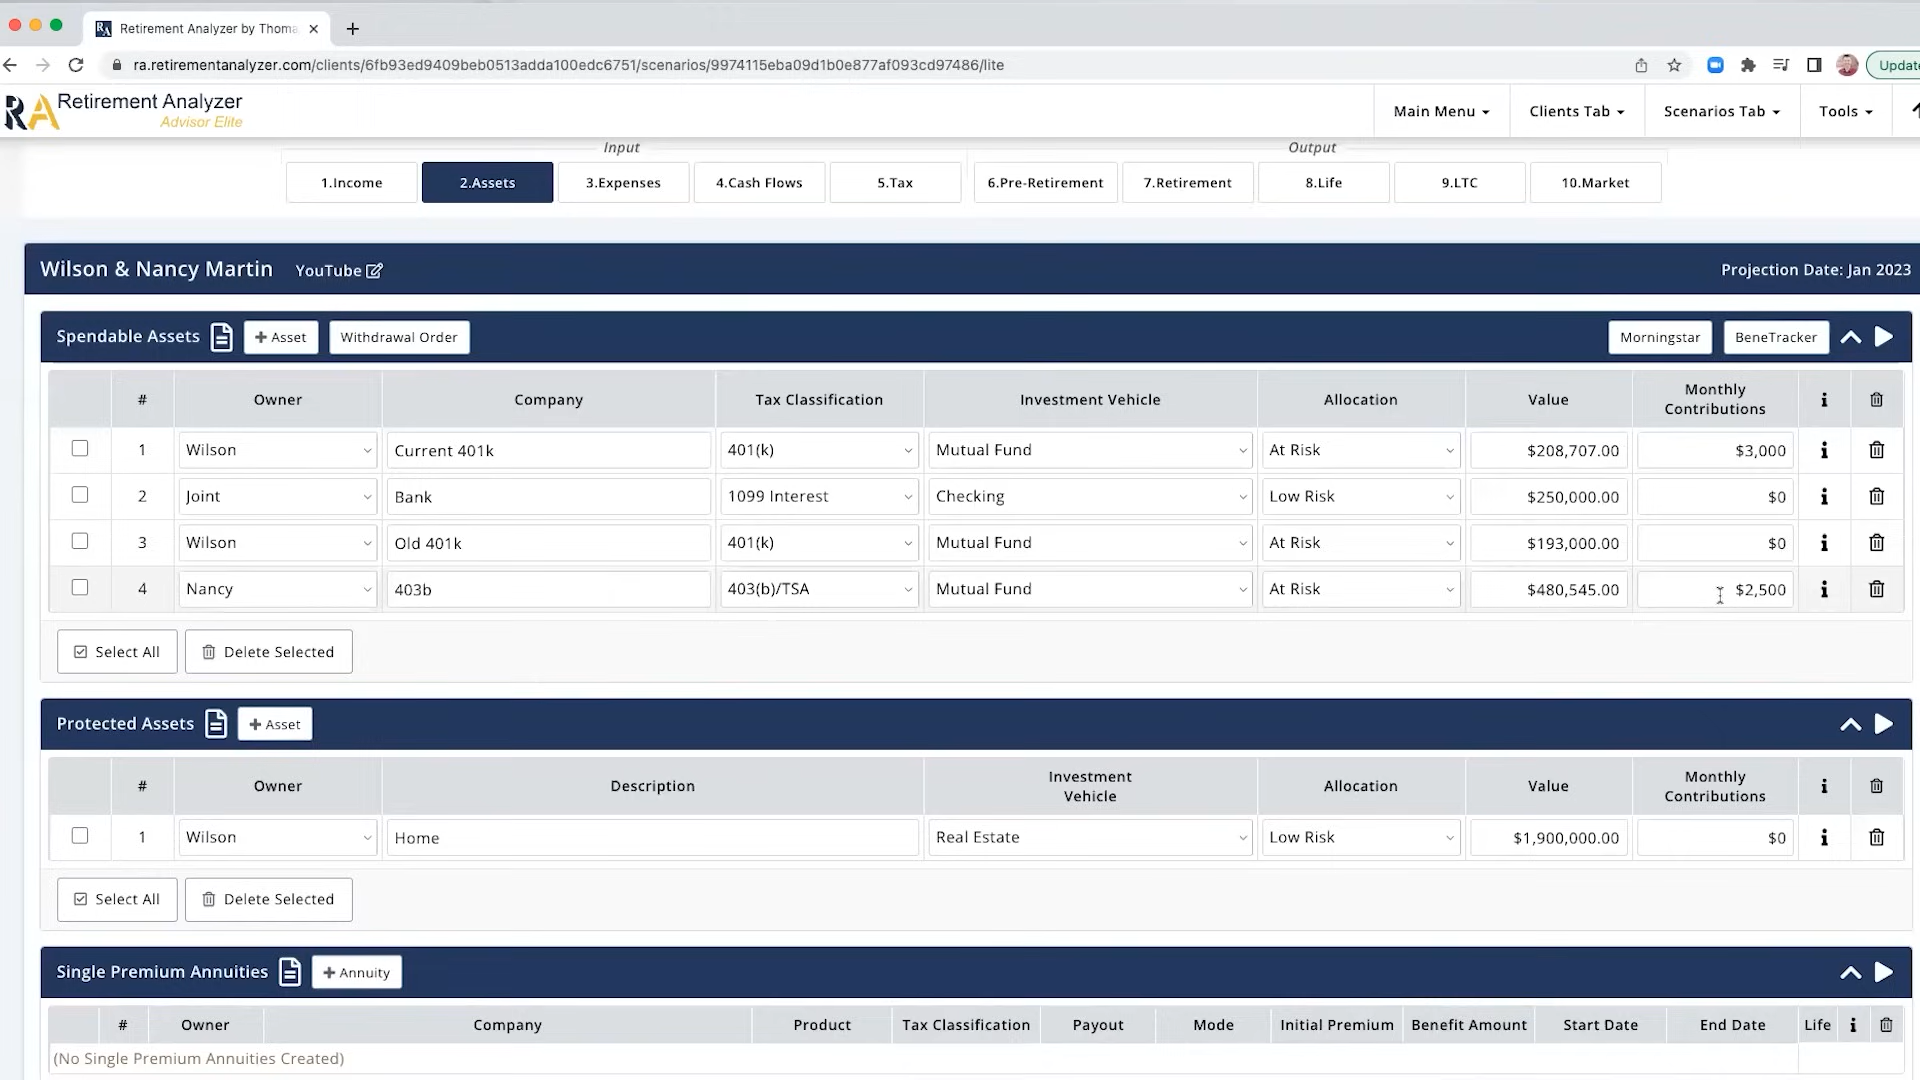 Retirement Analyzer by Thoma
ra.retirementanalyzer.com/clients/6fb93ed9409beb0513adda100edc6751/scenarios/9974115eba09d1b0e877af093cd97486/lite
Update
RA Retirement Analyzer
Advisor Elite
Main Menu
Clients Tab
Scenarios Tab
Tools
Input
Output
1.Income
2.Assets
3.Expenses
4.Cash Flows
5.Tax
6.Pre-Retirement
7.Retirement
8.Life
9.LTC
10.Market
Wilson & Nancy Martin YouTube
Projection Date: Jan 2023
Spendable Assets + Asset Withdrawal Order Morningstar BeneTracker
# Owner Company Tax Classification Investment Vehicle Allocation Value Monthly Contributions i
1 Wilson Current 401k 401(k) Mutual Fund At Risk $208,707.00 $3,000 i
2 Joint Bank 1099 Interest Checking Low Risk $250,000.00 $0 i
3 Wilson Old 401k 401(k) Mutual Fund At Risk $193,000.00 $0 i
4 Nancy 403b 403(b)/TSA Mutual Fund At Risk $480,545.00 $2,500 i
Select All Delete Selected
Protected Assets + Asset
# Owner Description Investment Vehicle Allocation Value Monthly Contributions i
1 Wilson Home Real Estate Low Risk $1,900,000.00 $0 i
Select All Delete Selected
Single Premium Annuities + Annuity
# Owner Company Product Tax Classification Payout Mode Initial Premium Benefit Amount Start Date End Date Life i
(No Single Premium Annuities Created)